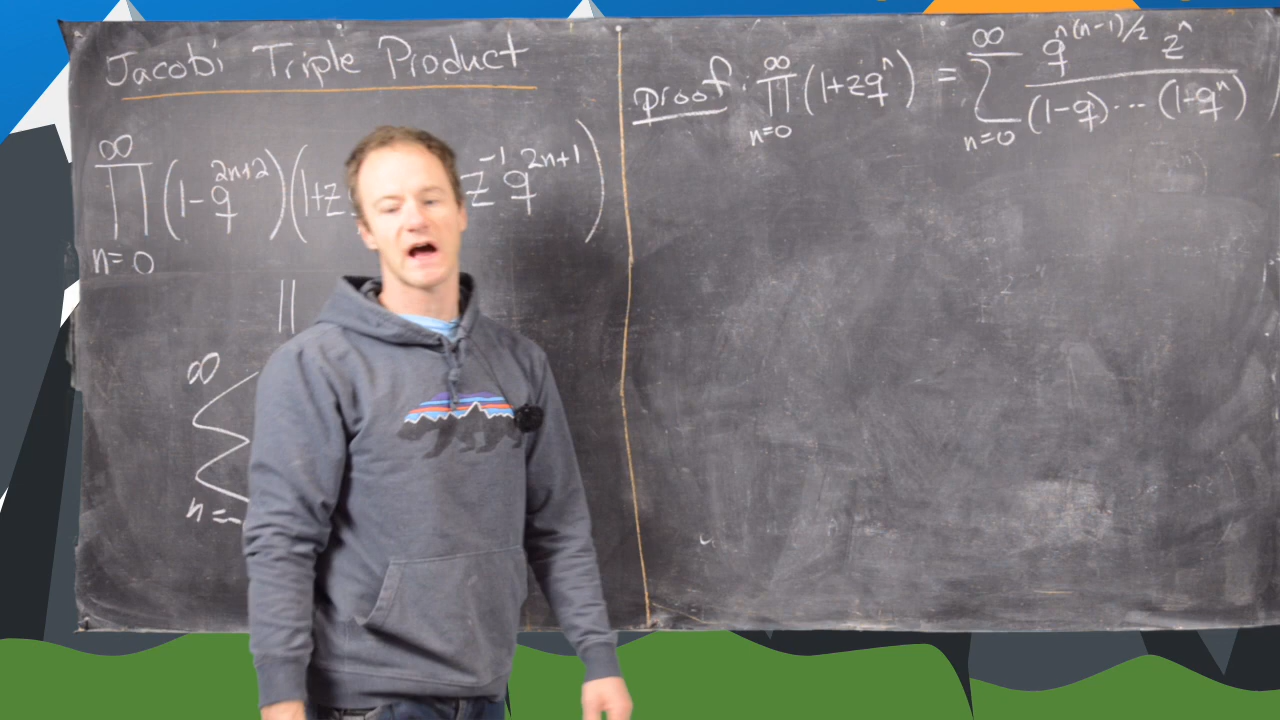 Jacobi Triple Product
∞
∏ (1-q^{2n+2})(1+z z^{-1} q^{2n+1})
n=0
||
∞
∑
n=-
proof: ∏_{n=0}^{∞} (1+zq^n) = ∑_{n=0}^{∞} \frac{q^{n(n-1)/2} z^n}{(1-q)⋯(1-q^n)}